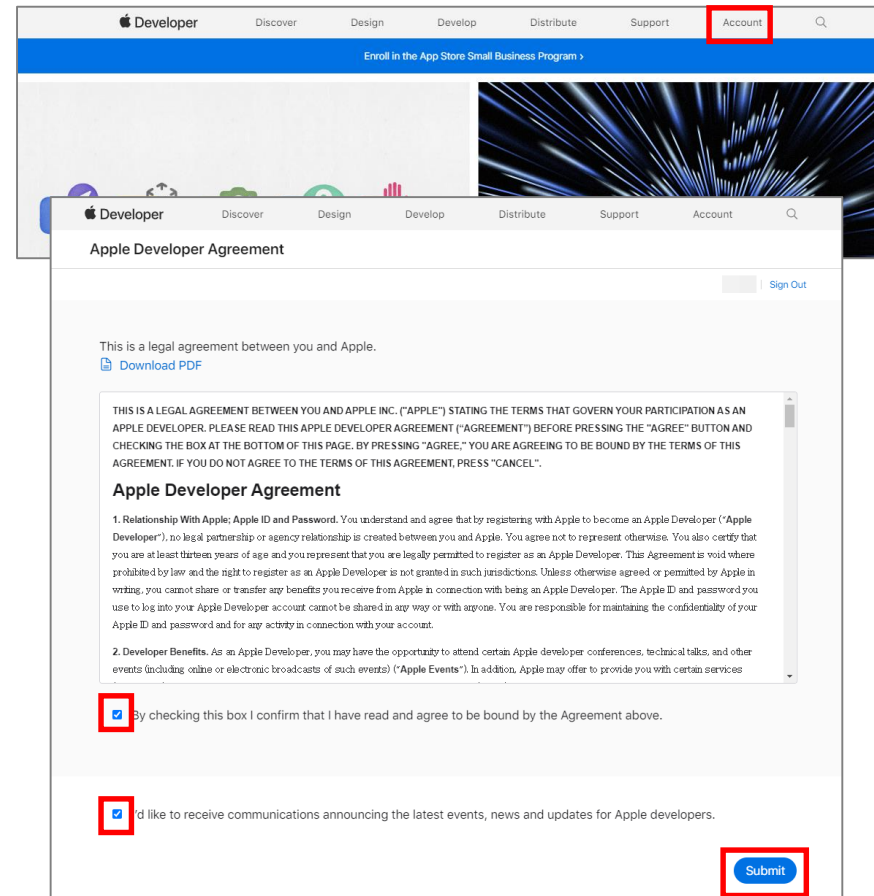 Developer Discover Design Develop Distribute Support Account
Enroll in the App Store Small Business Program ›
Developer Discover Design Develop Distribute Support Account
Apple Developer Agreement
Sign Out
This is a legal agreement between you and Apple.
Download PDF
THIS IS A LEGAL AGREEMENT BETWEEN YOU AND APPLE INC. ("APPLE") STATING THE TERMS THAT GOVERN YOUR PARTICIPATION AS AN
APPLE DEVELOPER. PLEASE READ THIS APPLE DEVELOPER AGREEMENT ("AGREEMENT") BEFORE PRESSING THE "AGREE" BUTTON AND
CHECKING THE BOX AT THE BOTTOM OF THIS PAGE. BY PRESSING "AGREE," YOU ARE AGREEING TO BE BOUND BY THE TERMS OF THIS
AGREEMENT. IF YOU DO NOT AGREE TO THE TERMS OF THIS AGREEMENT, PRESS "CANCEL".
Apple Developer Agreement
1. Relationship With Apple; Apple ID and Password. You understand and agree that by registering with Apple to become an Apple Developer ("Apple
Developer"), no legal partnership or agency relationship is created between you and Apple. You agree not to represent otherwise. You also certify that
you are at least thirteen years of age and you represent that you are legally permitted to register as an Apple Developer. This Agreement is void where
prohibited by law and the right to register as an Apple Developer is not granted in such jurisdictions. Unless otherwise agreed or permitted by Apple in
writing, you cannot share or transfer any benefits you receive from Apple in connection with being an Apple Developer. The Apple ID and password you
use to log into your Apple Developer account cannot be shared in any way or with anyone. You are responsible for maintaining the confidentiality of your
Apple ID and password and for any activity in connection with your account.
2. Developer Benefits. As an Apple Developer, you may have the opportunity to attend certain Apple developer conferences, technical talks, and other
events (including online or electronic broadcasts of such events) ("Apple Events"). In addition, Apple may offer to provide you with certain services
By checking this box I confirm that I have read and agree to be bound by the Agreement above.
I'd like to receive communications announcing the latest events, news and updates for Apple developers.
Submit